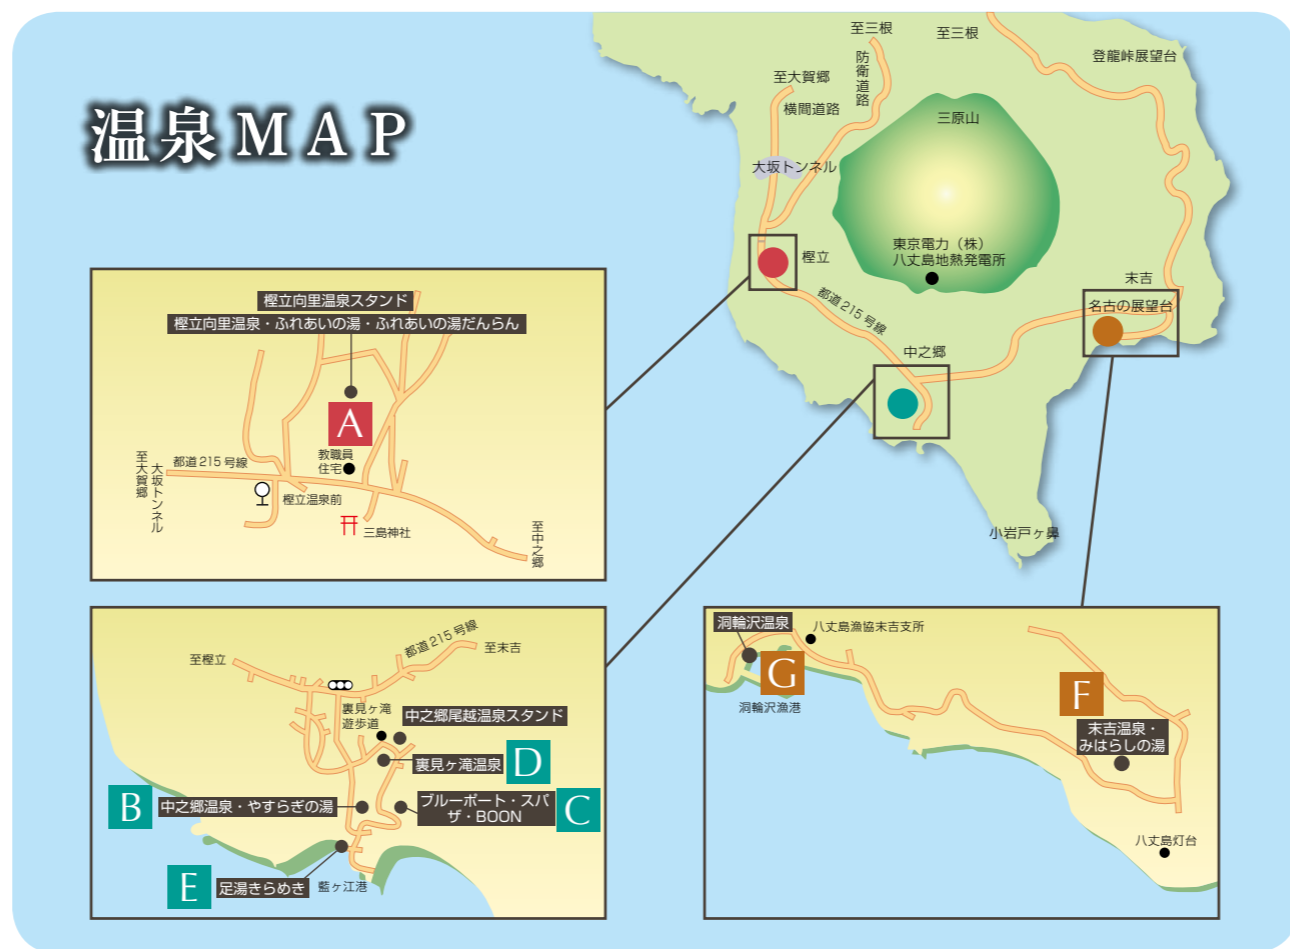 温泉MAP
至三根
至三根
防衛道路
登龍峠展望台
至大賀郷
横間道路
三原山
大坂トンネル
東京電力（株）
八丈島地熱発電所
樫立
末吉
名古の展望台
都道215号線
中之郷
小岩戸ヶ鼻
樫立向里温泉スタンド
樫立向里温泉・ふれあいの湯・ふれあいの湯だんらん
A
教職員
住宅
都道215号線
至大賀郷
大坂トンネル
樫立温泉前
三島神社
至中之郷
都道215号線
至樫立
至末吉
裏見ヶ滝
遊歩道
中之郷尾越温泉スタンド
裏見ヶ滝温泉
D
B
中之郷温泉・やすらぎの湯
ブルーポート・スパ
ザ・BOON
C
E
足湯きらめき
藍ヶ江港
洞輪沢温泉
八丈島漁協末吉支所
G
洞輪沢漁港
F
末吉温泉・
みはらしの湯
八丈島灯台